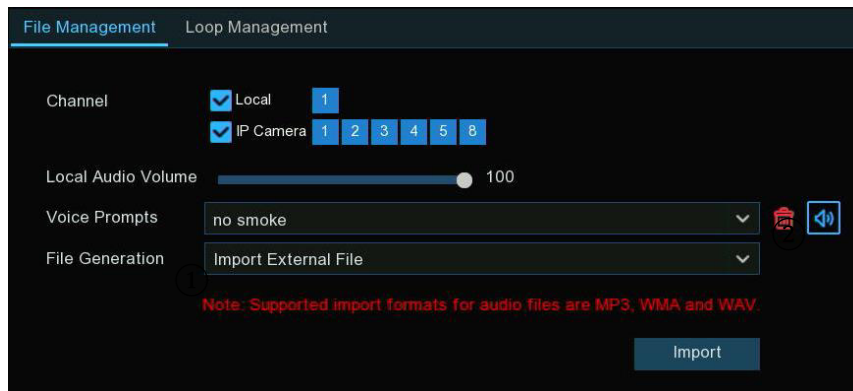 File Management Loop Management
Channel Local 1
IP Camera 1 2 3 4 5 8
Local Audio Volume 100
Voice Prompts no smoke
②
File Generation Import External File
①
Note: Supported import formats for audio files are MP3, WMA and WAV.
Import